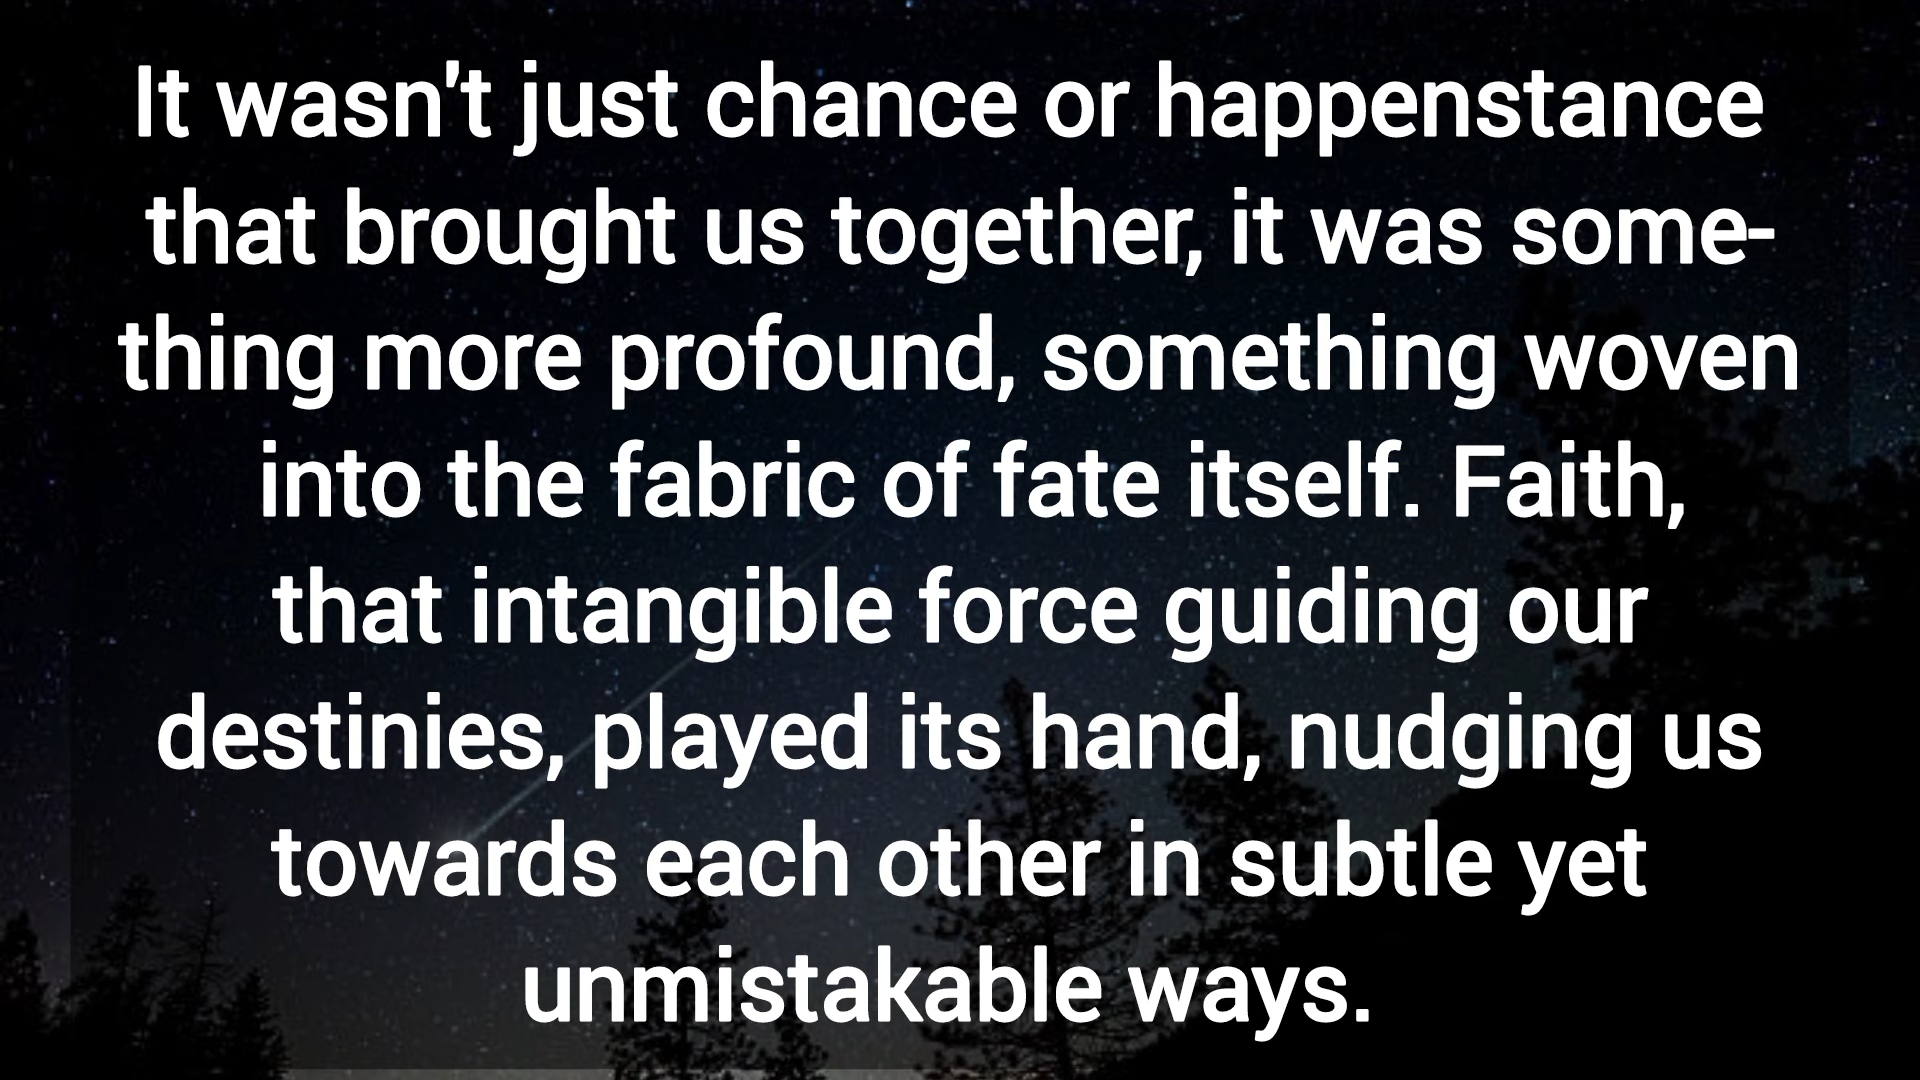 It wasn't just chance or happenstance
that brought us together, it was some-
thing more profound, something woven
into the fabric of fate itself. Faith,
that intangible force guiding our
destinies, played its hand, nudging us
towards each other in subtle yet
unmistakable ways.